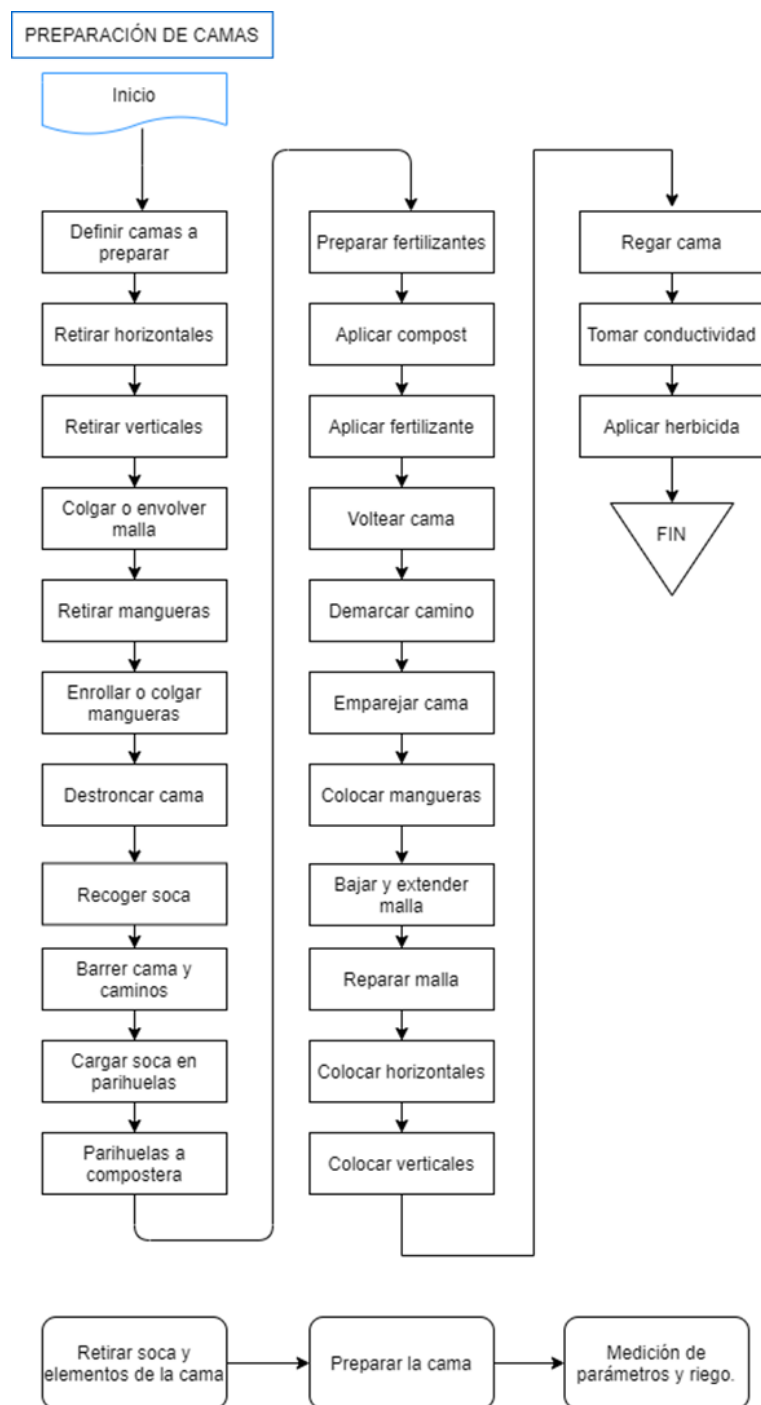 PREPARACIÓN DE CAMAS
Inicio
Definir camas a
preparar
Retirar horizontales
Retirar verticales
Colgar o envolver
malla
Retirar mangueras
Enrollar o colgar
mangueras
Destroncar cama
Recoger soca
Barrer cama y
caminos
Cargar soca en
parihuelas
Parihuelas a
compostera
Preparar fertilizantes
Aplicar compost
Aplicar fertilizante
Voltear cama
Demarcar camino
Emparejar cama
Colocar mangueras
Bajar y extender
malla
Reparar malla
Colocar horizontales
Colocar verticales
Regar cama
Tomar conductividad
Aplicar herbicida
FIN
Retirar soca y
elementos de la cama
Preparar la cama
Medición de
parámetros y riego.